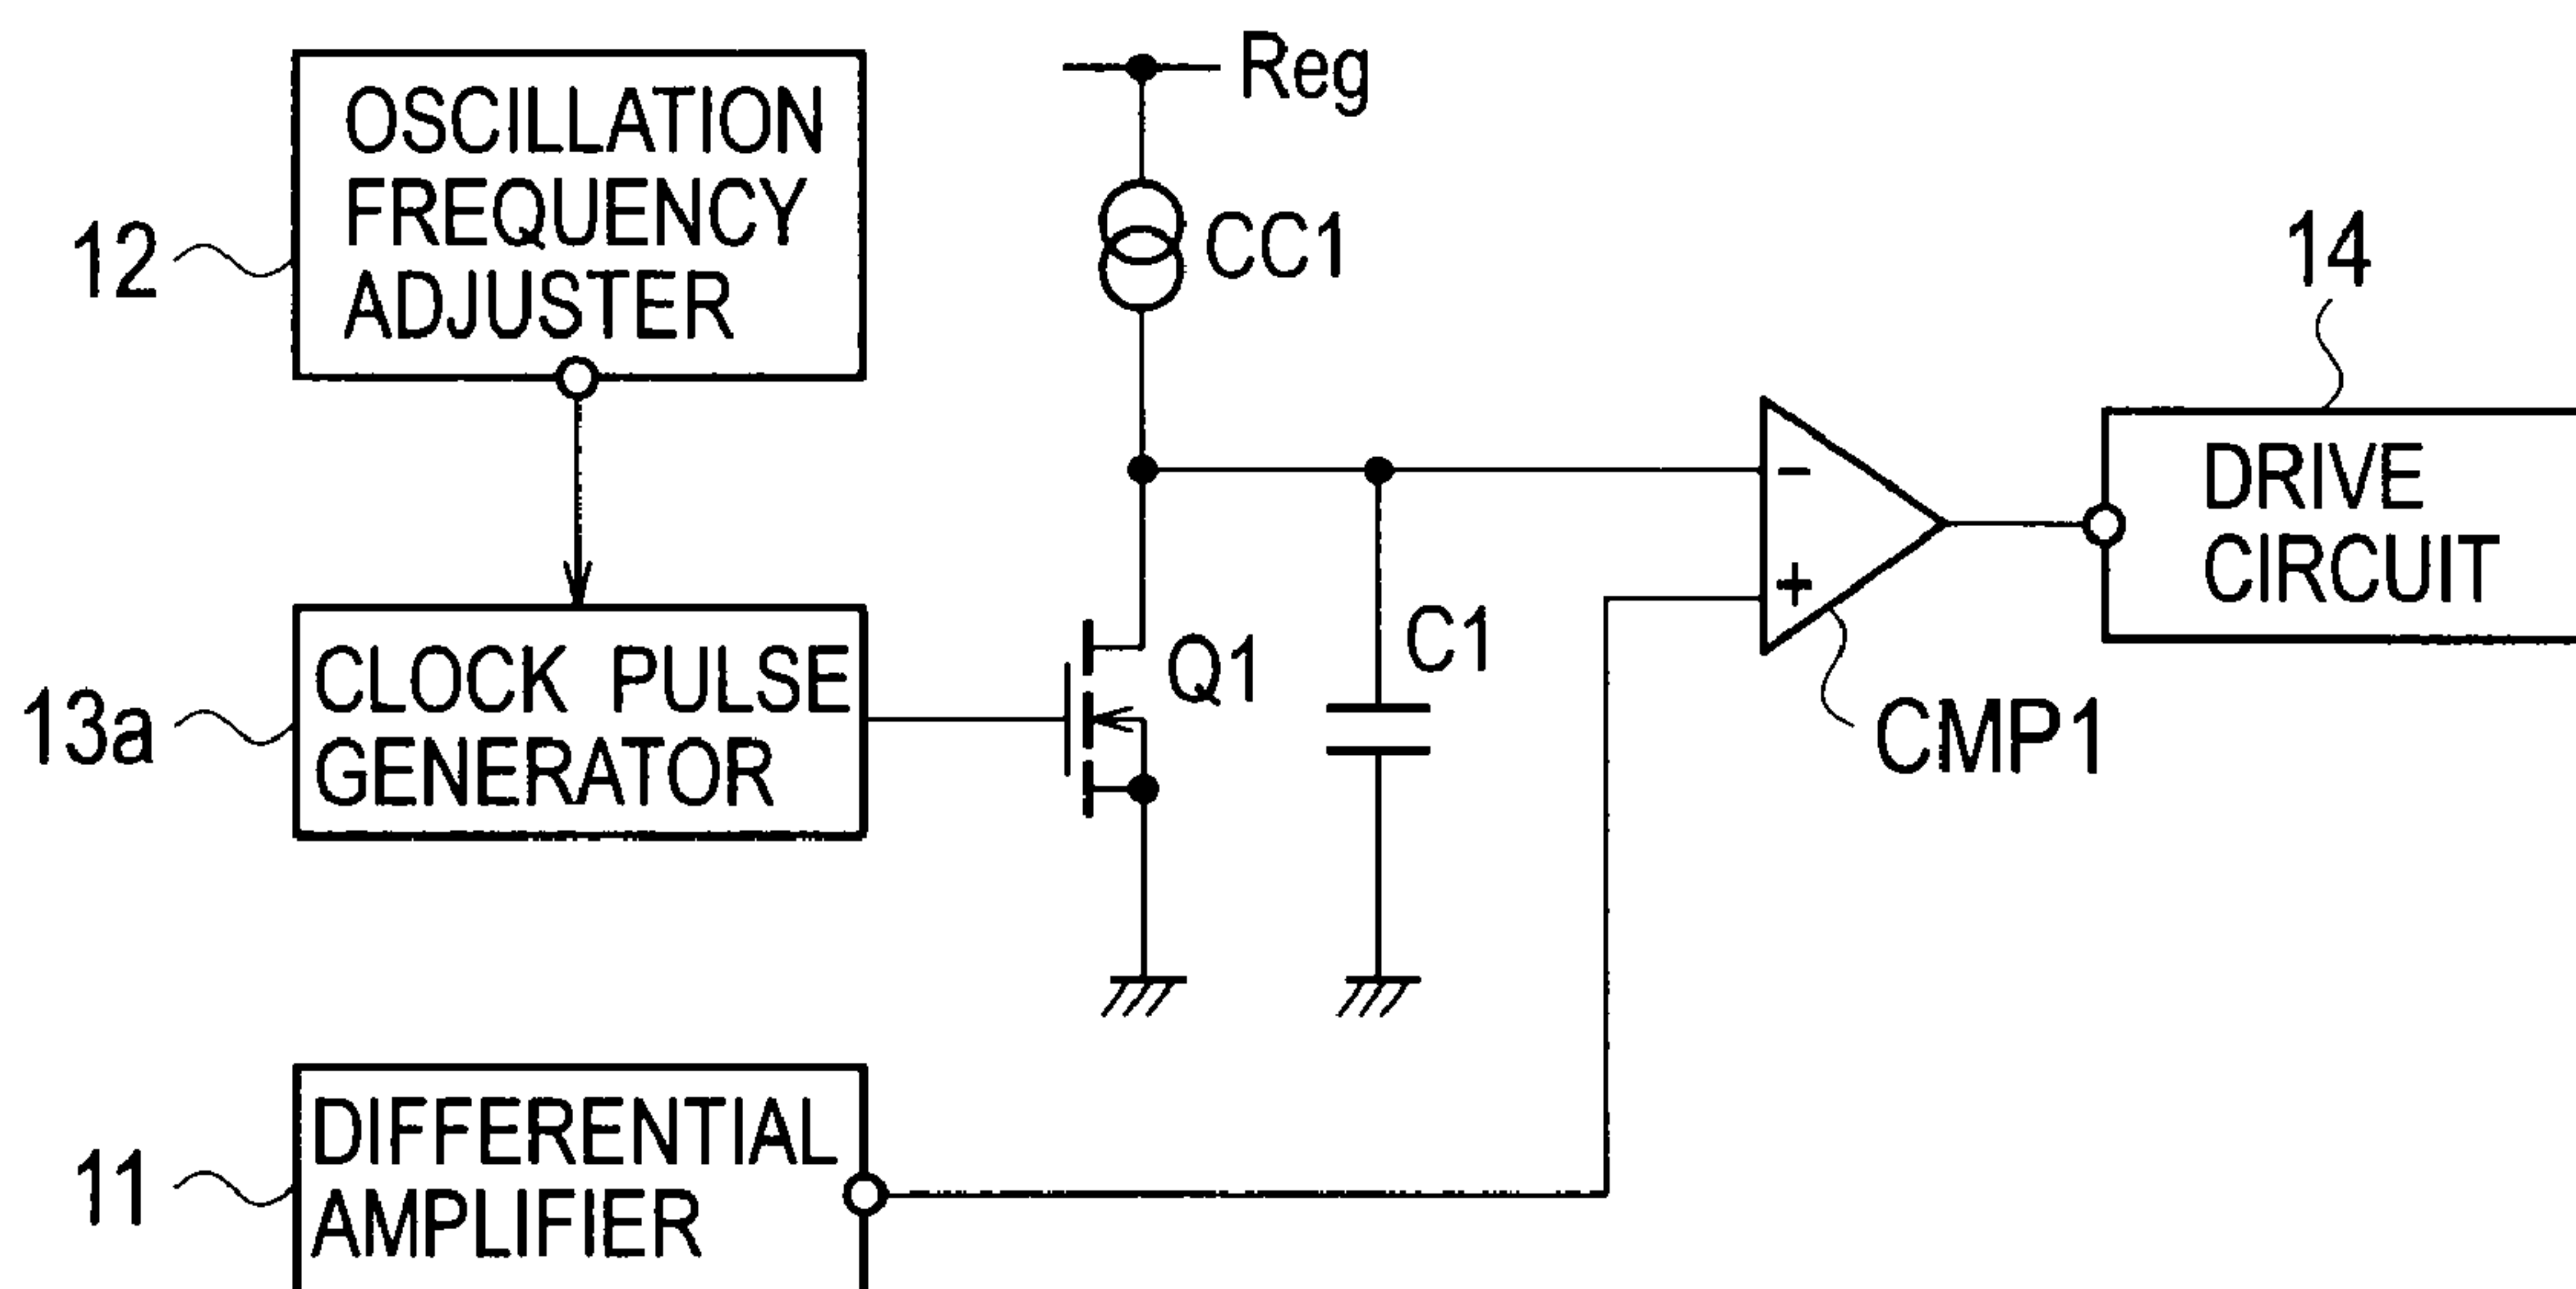 OSCILLATION
FREQUENCY
ADJUSTER
12
Reg
CC1
14
DRIVE
CIRCUIT
-
+
CMP1
CLOCK PULSE
GENERATOR
13a
Q1
C1
DIFFERENTIAL
AMPLIFIER
11